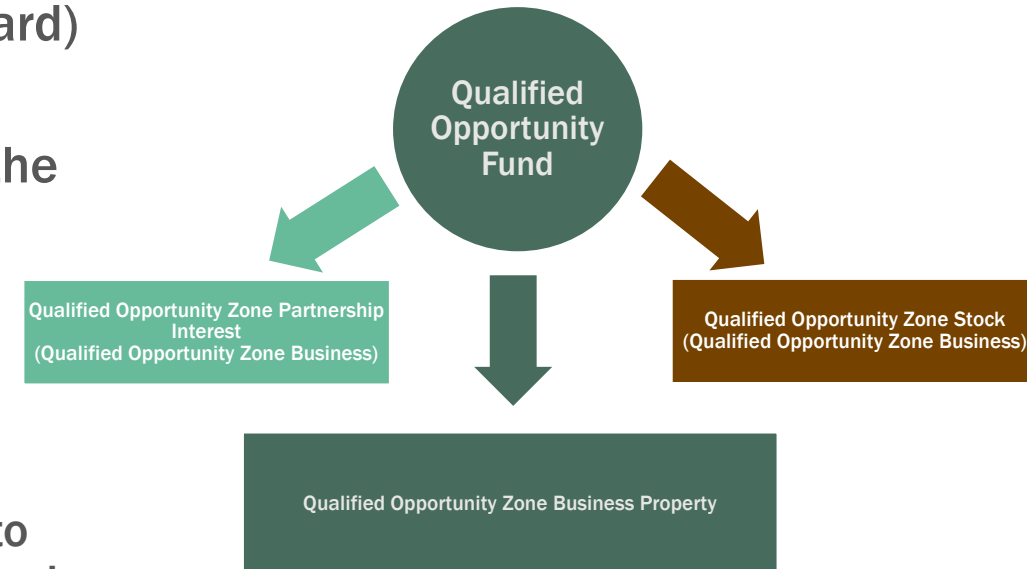 ard)
Qualified
Opportunity
Fund
he
Qualified Opportunity Zone Partnership
Interest
(Qualified Opportunity Zone Business)
Qualified Opportunity Zone Stock
(Qualified Opportunity Zone Business)
Qualified Opportunity Zone Business Property
to